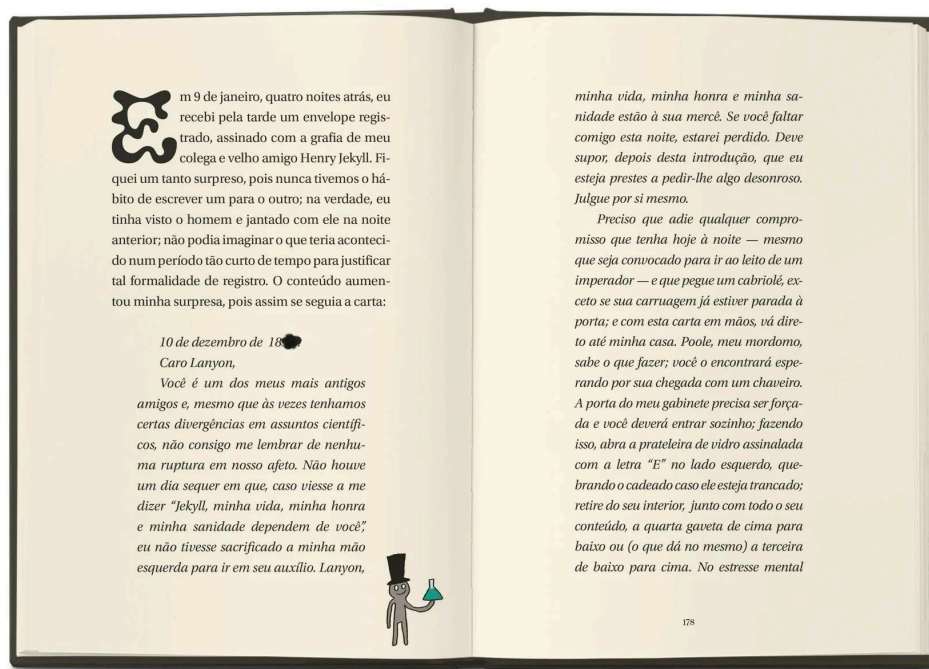 Em 9 de janeiro, quatro noites atrás, eu
recebi pela tarde um envelope regis-
trado, assinado com a grafia de meu
colega e velho amigo Henry Jekyll. Fi-
quei um tanto surpreso, pois nunca tivemos o há-
bito de escrever um para o outro; na verdade, eu
tinha visto o homem e jantado com ele na noite
anterior; não podia imaginar o que teria aconteci-
do num período tão curto de tempo para justificar
tal formalidade de registro. O conteúdo aumen-
tou minha surpresa, pois assim se seguia a carta:
10 de dezembro de 18
Caro Lanyon,
Você é um dos meus mais antigos
amigos e, mesmo que às vezes tenhamos
certas divergências em assuntos científi-
cos, não consigo me lembrar de nenhu-
ma ruptura em nosso afeto. Não houve
um dia sequer em que, caso viesse a me
dizer “Jekyll, minha vida, minha honra
e minha sanidade dependem de você”,
eu não tivesse sacrificado a minha mão
esquerda para ir em seu auxílio. Lanyon,
minha vida, minha honra e minha sa-
nidade estão à sua mercê. Se você faltar
comigo esta noite, estarei perdido. Deve
supor, depois desta introdução, que eu
esteja prestes a pedir-lhe algo desonroso.
Julgue por si mesmo.
Preciso que adie qualquer compro-
misso que tenha hoje à noite — mesmo
que seja convocado para ir ao leito de um
imperador — e que pegue um cabriolé, ex-
ceto se sua carruagem já estiver parada à
porta; e com esta carta em mãos, vá dire-
to até minha casa. Poole, meu mordomo,
sabe o que fazer; você o encontrará espe-
rando por sua chegada com um chaveiro.
A porta do meu gabinete precisa ser força-
da e você deverá entrar sozinho; fazendo
isso, abra a prateleira de vidro assinalada
com a letra “E” no lado esquerdo, que-
brando o cadeado caso ele esteja trancado;
retire do seu interior, junto com todo o seu
conteúdo, a quarta gaveta de cima para
baixo ou (o que dá no mesmo) a terceira
de baixo para cima. No estresse mental
178